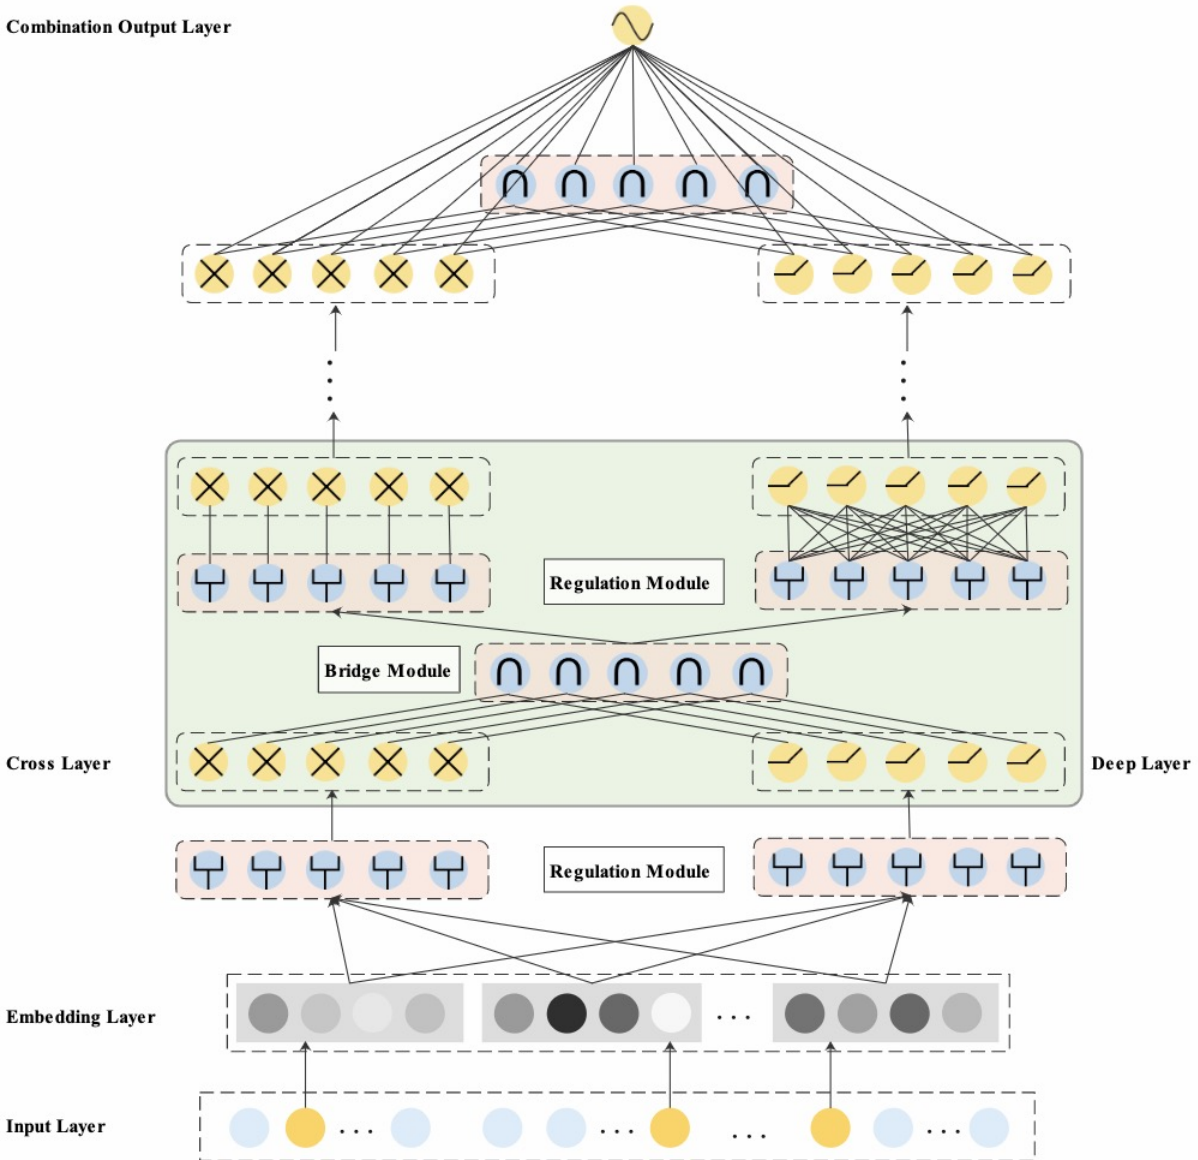 Combination Output Layer
Regulation Module
Bridge Module
Cross Layer
Deep Layer
Regulation Module
Embedding Layer
Input Layer